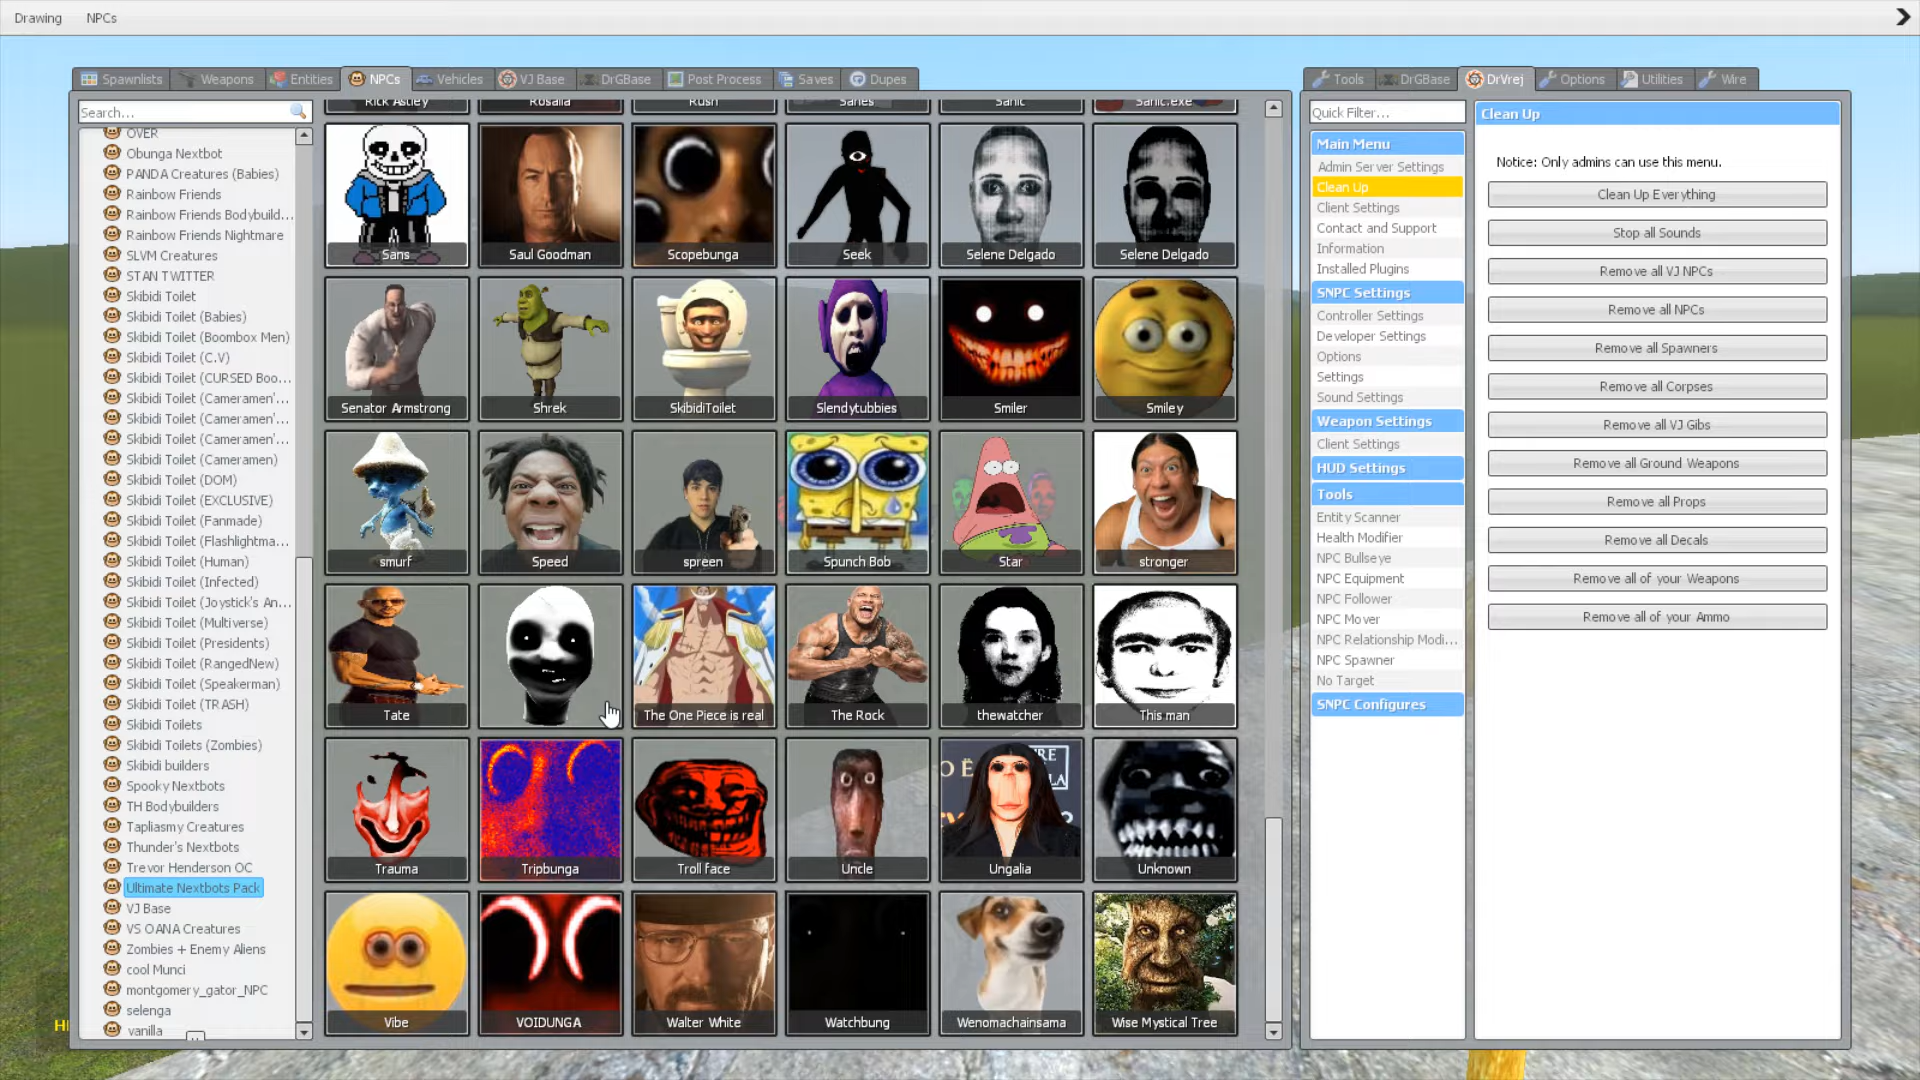 Drawing NPCs
Spawnlists Weapons Entities NPCs Vehicles VJ Base DrGBase Post Process Saves Dupes
Tools DrGBase DrVrej Options Utilities Wire
Search...
OVER
Obunga Nextbot
PANDA Creatures (Babies)
Rainbow Friends
Rainbow Friends Bodybuild...
Rainbow Friends Nightmare
SLVM Creatures
STAN TWITTER
Skibidi Toilet
Skibidi Toilet (Babies)
Skibidi Toilet (Boombox Men)
Skibidi Toilet (C.V)
Skibidi Toilet (CURSED Boo...
Skibidi Toilet (Cameramen'...
Skibidi Toilet (Cameramen'...
Skibidi Toilet (Cameramen'...
Skibidi Toilet (Cameramen)
Skibidi Toilet (DOM)
Skibidi Toilet (EXCLUSIVE)
Skibidi Toilet (Fanmade)
Skibidi Toilet (Flashlightma...
Skibidi Toilet (Human)
Skibidi Toilet (Infected)
Skibidi Toilet (Joystick's An...
Skibidi Toilet (Multiverse)
Skibidi Toilet (Presidents)
Skibidi Toilet (RangedNew)
Skibidi Toilet (Speakerman)
Skibidi Toilet (TRASH)
Skibidi Toilets
Skibidi Toilets (Zombies)
Skibidi builders
Spooky Nextbots
TH Bodybuilders
Tapliasmy Creatures
Thunder's Nextbots
Trevor Henderson OC
Ultimate Nextbots Pack
VJ Base
VS OANA Creatures
Zombies + Enemy Aliens
cool Munci
montgomery_gator_NPC
selenga
vanilla
Rick Astley Rosalia Rush Sanes Sanic Sanic.exe
Sans Saul Goodman Scopebunga Seek Selene Delgado Selene Delgado
Senator Armstrong Shrek SkibidiToilet Slendytubbies Smiler Smiley
smurf Speed spreen Spunch Bob Star stronger
Tate The One Piece is real The Rock thewatcher This man
Trauma Tripbunga Troll face Uncle Ungalia Unknown
Vibe VOIDUNGA Walter White Watchbung Wenomachainsama Wise Mystical Tree
Quick Filter...
Main Menu
Admin Server Settings
Clean Up
Client Settings
Contact and Support
Information
Installed Plugins
SNPC Settings
Controller Settings
Developer Settings
Options
Settings
Sound Settings
Weapon Settings
Client Settings
HUD Settings
Tools
Entity Scanner
Health Modifier
NPC Bullseye
NPC Equipment
NPC Follower
NPC Mover
NPC Relationship Modi...
NPC Spawner
No Target
SNPC Configures
Clean Up
Notice: Only admins can use this menu.
Clean Up Everything
Stop all Sounds
Remove all VJ NPCs
Remove all NPCs
Remove all Spawners
Remove all Corpses
Remove all VJ Gibs
Remove all Ground Weapons
Remove all Props
Remove all Decals
Remove all of your Weapons
Remove all of your Ammo